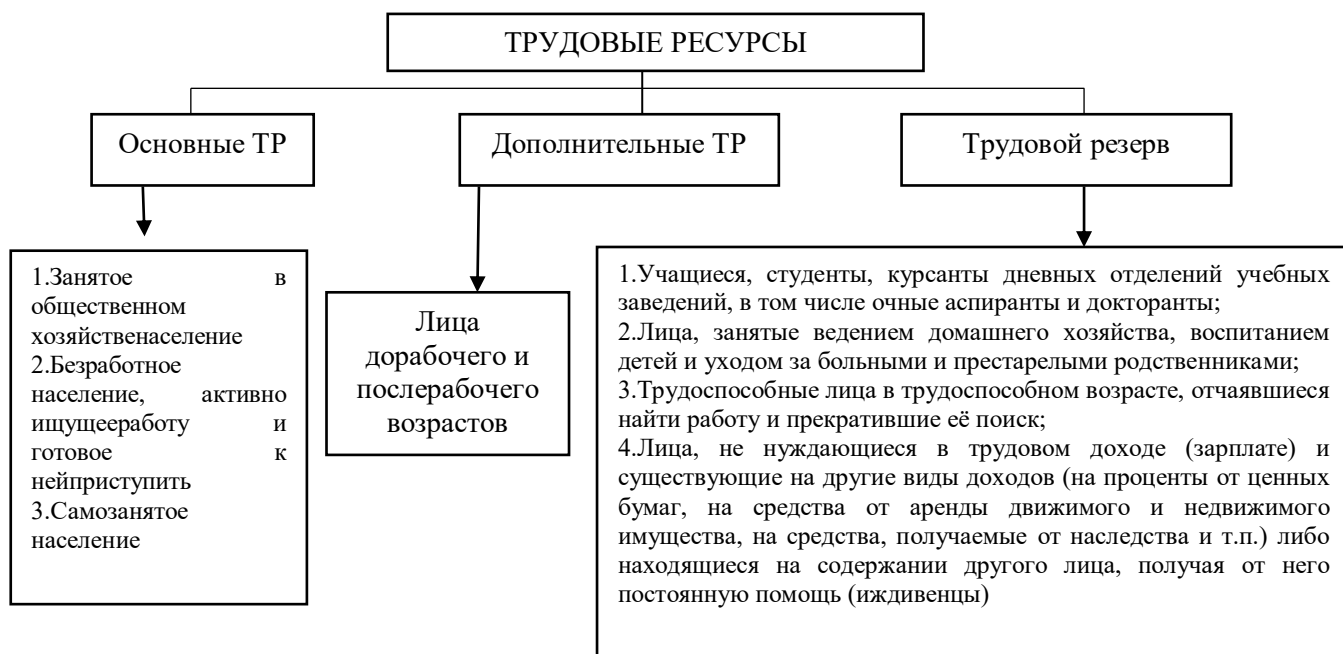 ТРУДОВЫЕ РЕСУРСЫ
Основные ТР
Дополнительные ТР
Трудовой резерв
1.Занятое в
общественном
хозяйственаселение
2.Безработное
население, активно
ищущееработу и
готовое к
нейприступить
3.Самозанятое
население
Лица
дорабочего и
послерабочего
возрастов
1.Учащиеся, студенты, курсанты дневных отделений учебных
заведений, в том числе очные аспиранты и докторанты;
2.Лица, занятые ведением домашнего хозяйства, воспитанием
детей и уходом за больными и престарелыми родственниками;
3.Трудоспособные лица в трудоспособном возрасте, отчаявшиеся
найти работу и прекратившие её поиск;
4.Лица, не нуждающиеся в трудовом доходе (зарплате) и
существующие на другие виды доходов (на проценты от ценных
бумаг, на средства от аренды движимого и недвижимого
имущества, на средства, получаемые от наследства и т.п.) либо
находящиеся на содержании другого лица, получая от него
постоянную помощь (иждивенцы)